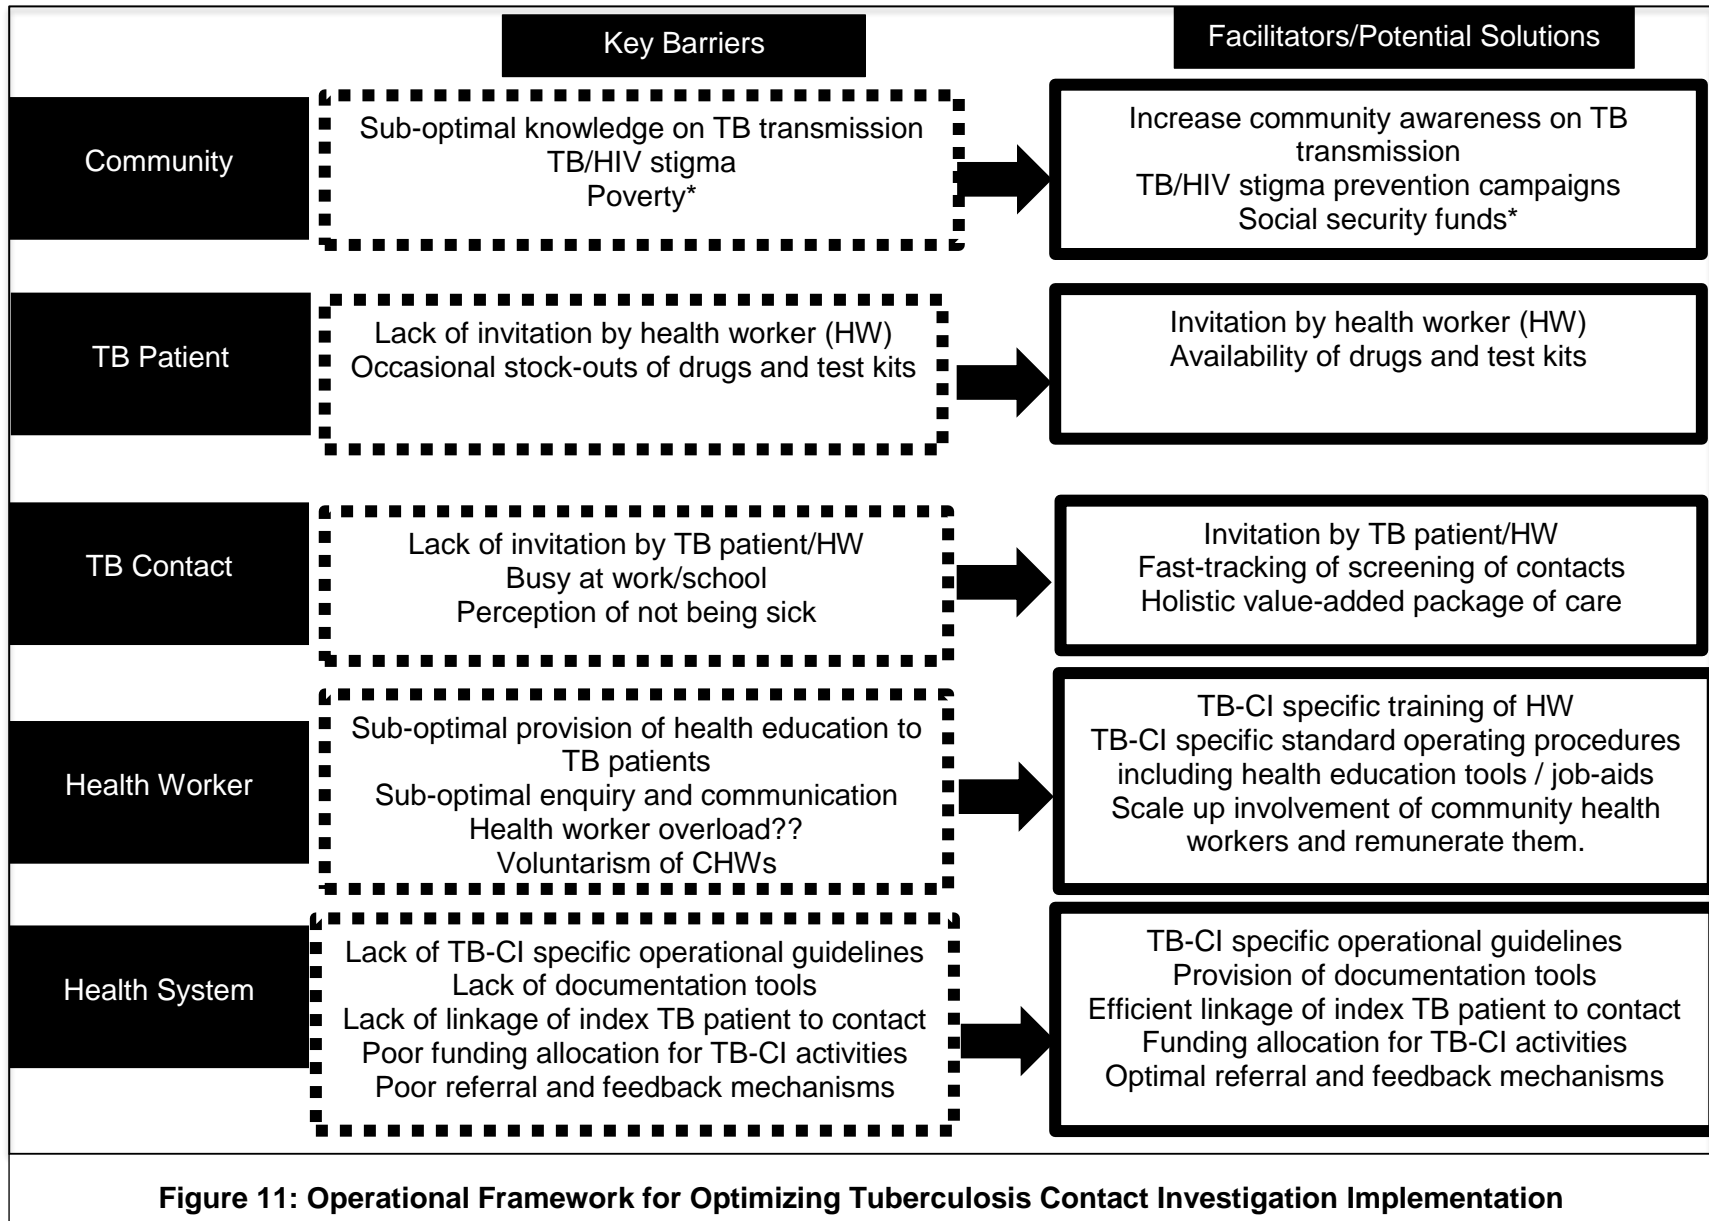 Key Barriers
Facilitators/Potential Solutions
Community
Sub-optimal knowledge on TB transmission
TB/HIV stigma
Poverty*
Increase community awareness on TB
transmission
TB/HIV stigma prevention campaigns
Social security funds*
TB Patient
Lack of invitation by health worker (HW)
Occasional stock-outs of drugs and test kits
Invitation by health worker (HW)
Availability of drugs and test kits
TB Contact
Lack of invitation by TB patient/HW
Busy at work/school
Perception of not being sick
Invitation by TB patient/HW
Fast-tracking of screening of contacts
Holistic value-added package of care
Health Worker
Sub-optimal provision of health education to
TB patients
Sub-optimal enquiry and communication
Health worker overload??
Voluntarism of CHWs
TB-CI specific training of HW
TB-CI specific standard operating procedures
including health education tools / job-aids
Scale up involvement of community health
workers and remunerate them.
Health System
Lack of TB-CI specific operational guidelines
Lack of documentation tools
Lack of linkage of index TB patient to contact
Poor funding allocation for TB-CI activities
Poor referral and feedback mechanisms
TB-CI specific operational guidelines
Provision of documentation tools
Efficient linkage of index TB patient to contact
Funding allocation for TB-CI activities
Optimal referral and feedback mechanisms
Figure 11: Operational Framework for Optimizing Tuberculosis Contact Investigation Implementation